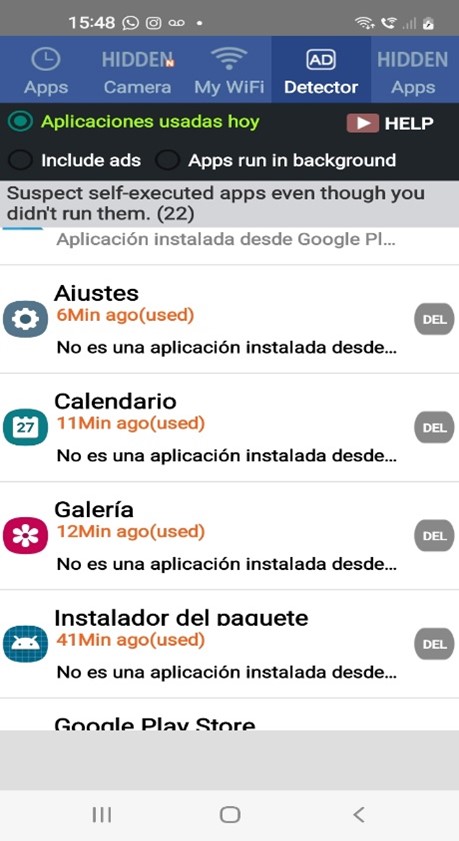 15:48
HIDDEN AD HIDDEN
Apps Camera My WiFi Detector Apps
Aplicaciones usadas hoy HELP
Include ads Apps run in background
Suspect self-executed apps even though you
didn't run them. (22)
Aplicación instalada desde Google Pl...
Ajustes
6Min ago(used)
DEL
No es una aplicación instalada desde...
Calendario
11Min ago(used)
27
DEL
No es una aplicación instalada desde...
Galería
12Min ago(used)
DEL
No es una aplicación instalada desde...
Instalador del paquete
41Min ago(used)
DEL
No es una aplicación instalada desde...
Google Play Store